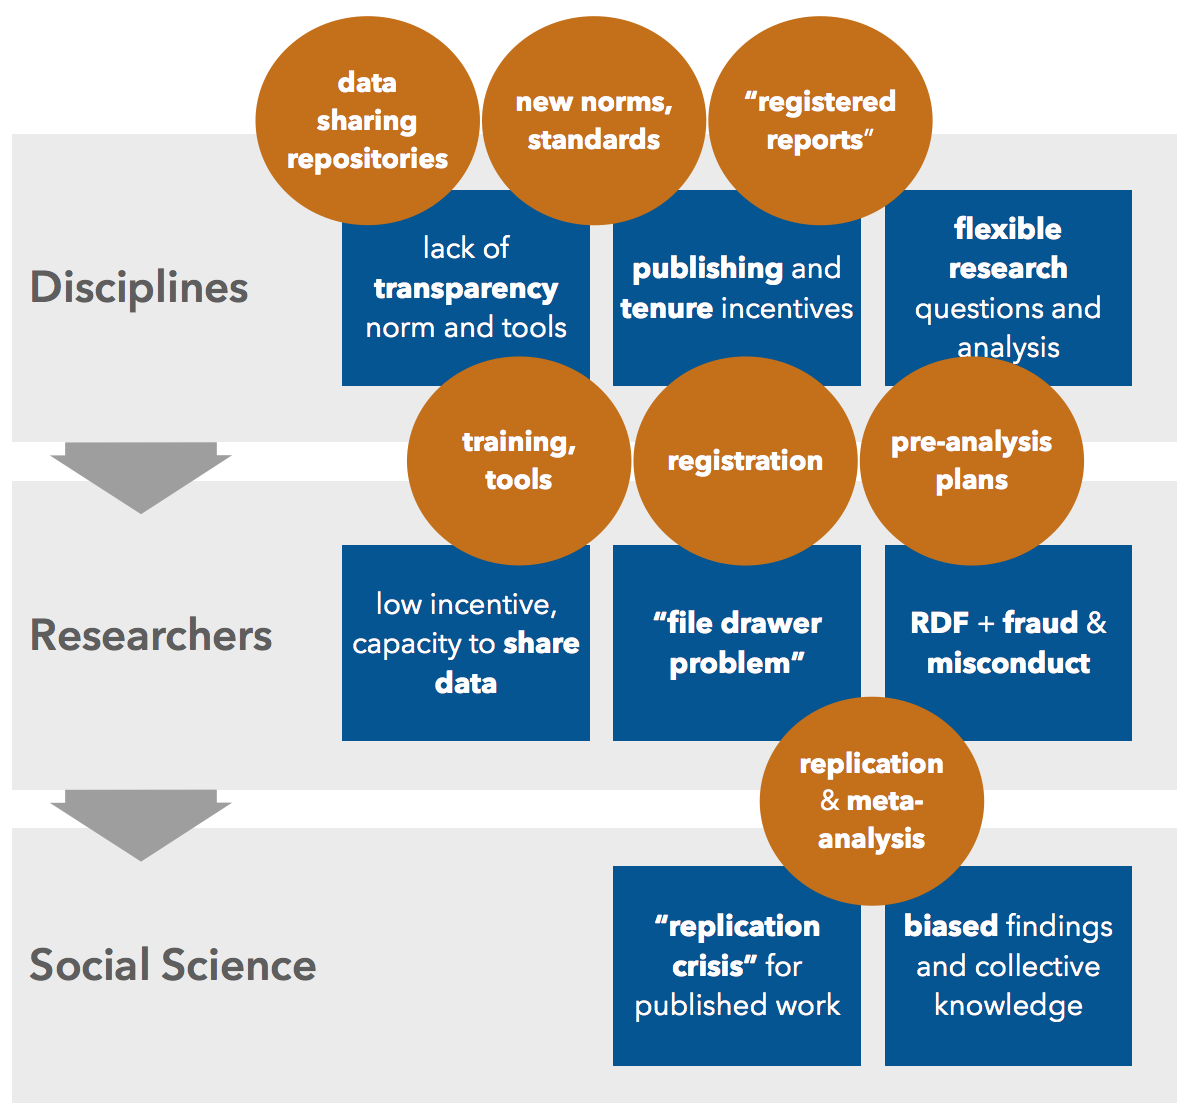 data
sharing
repositories
new norms,
standards
“registered
reports”
Disciplines
lack of
transparency
norm and tools
publishing and
tenure incentives
flexible
research
questions and
analysis
training,
tools
registration
pre-analysis
plans
Researchers
low incentive,
capacity to share
data
“file drawer
problem”
RDF + fraud &
misconduct
replication
& meta-
analysis
Social Science
“replication
crisis” for
published work
biased findings
and collective
knowledge